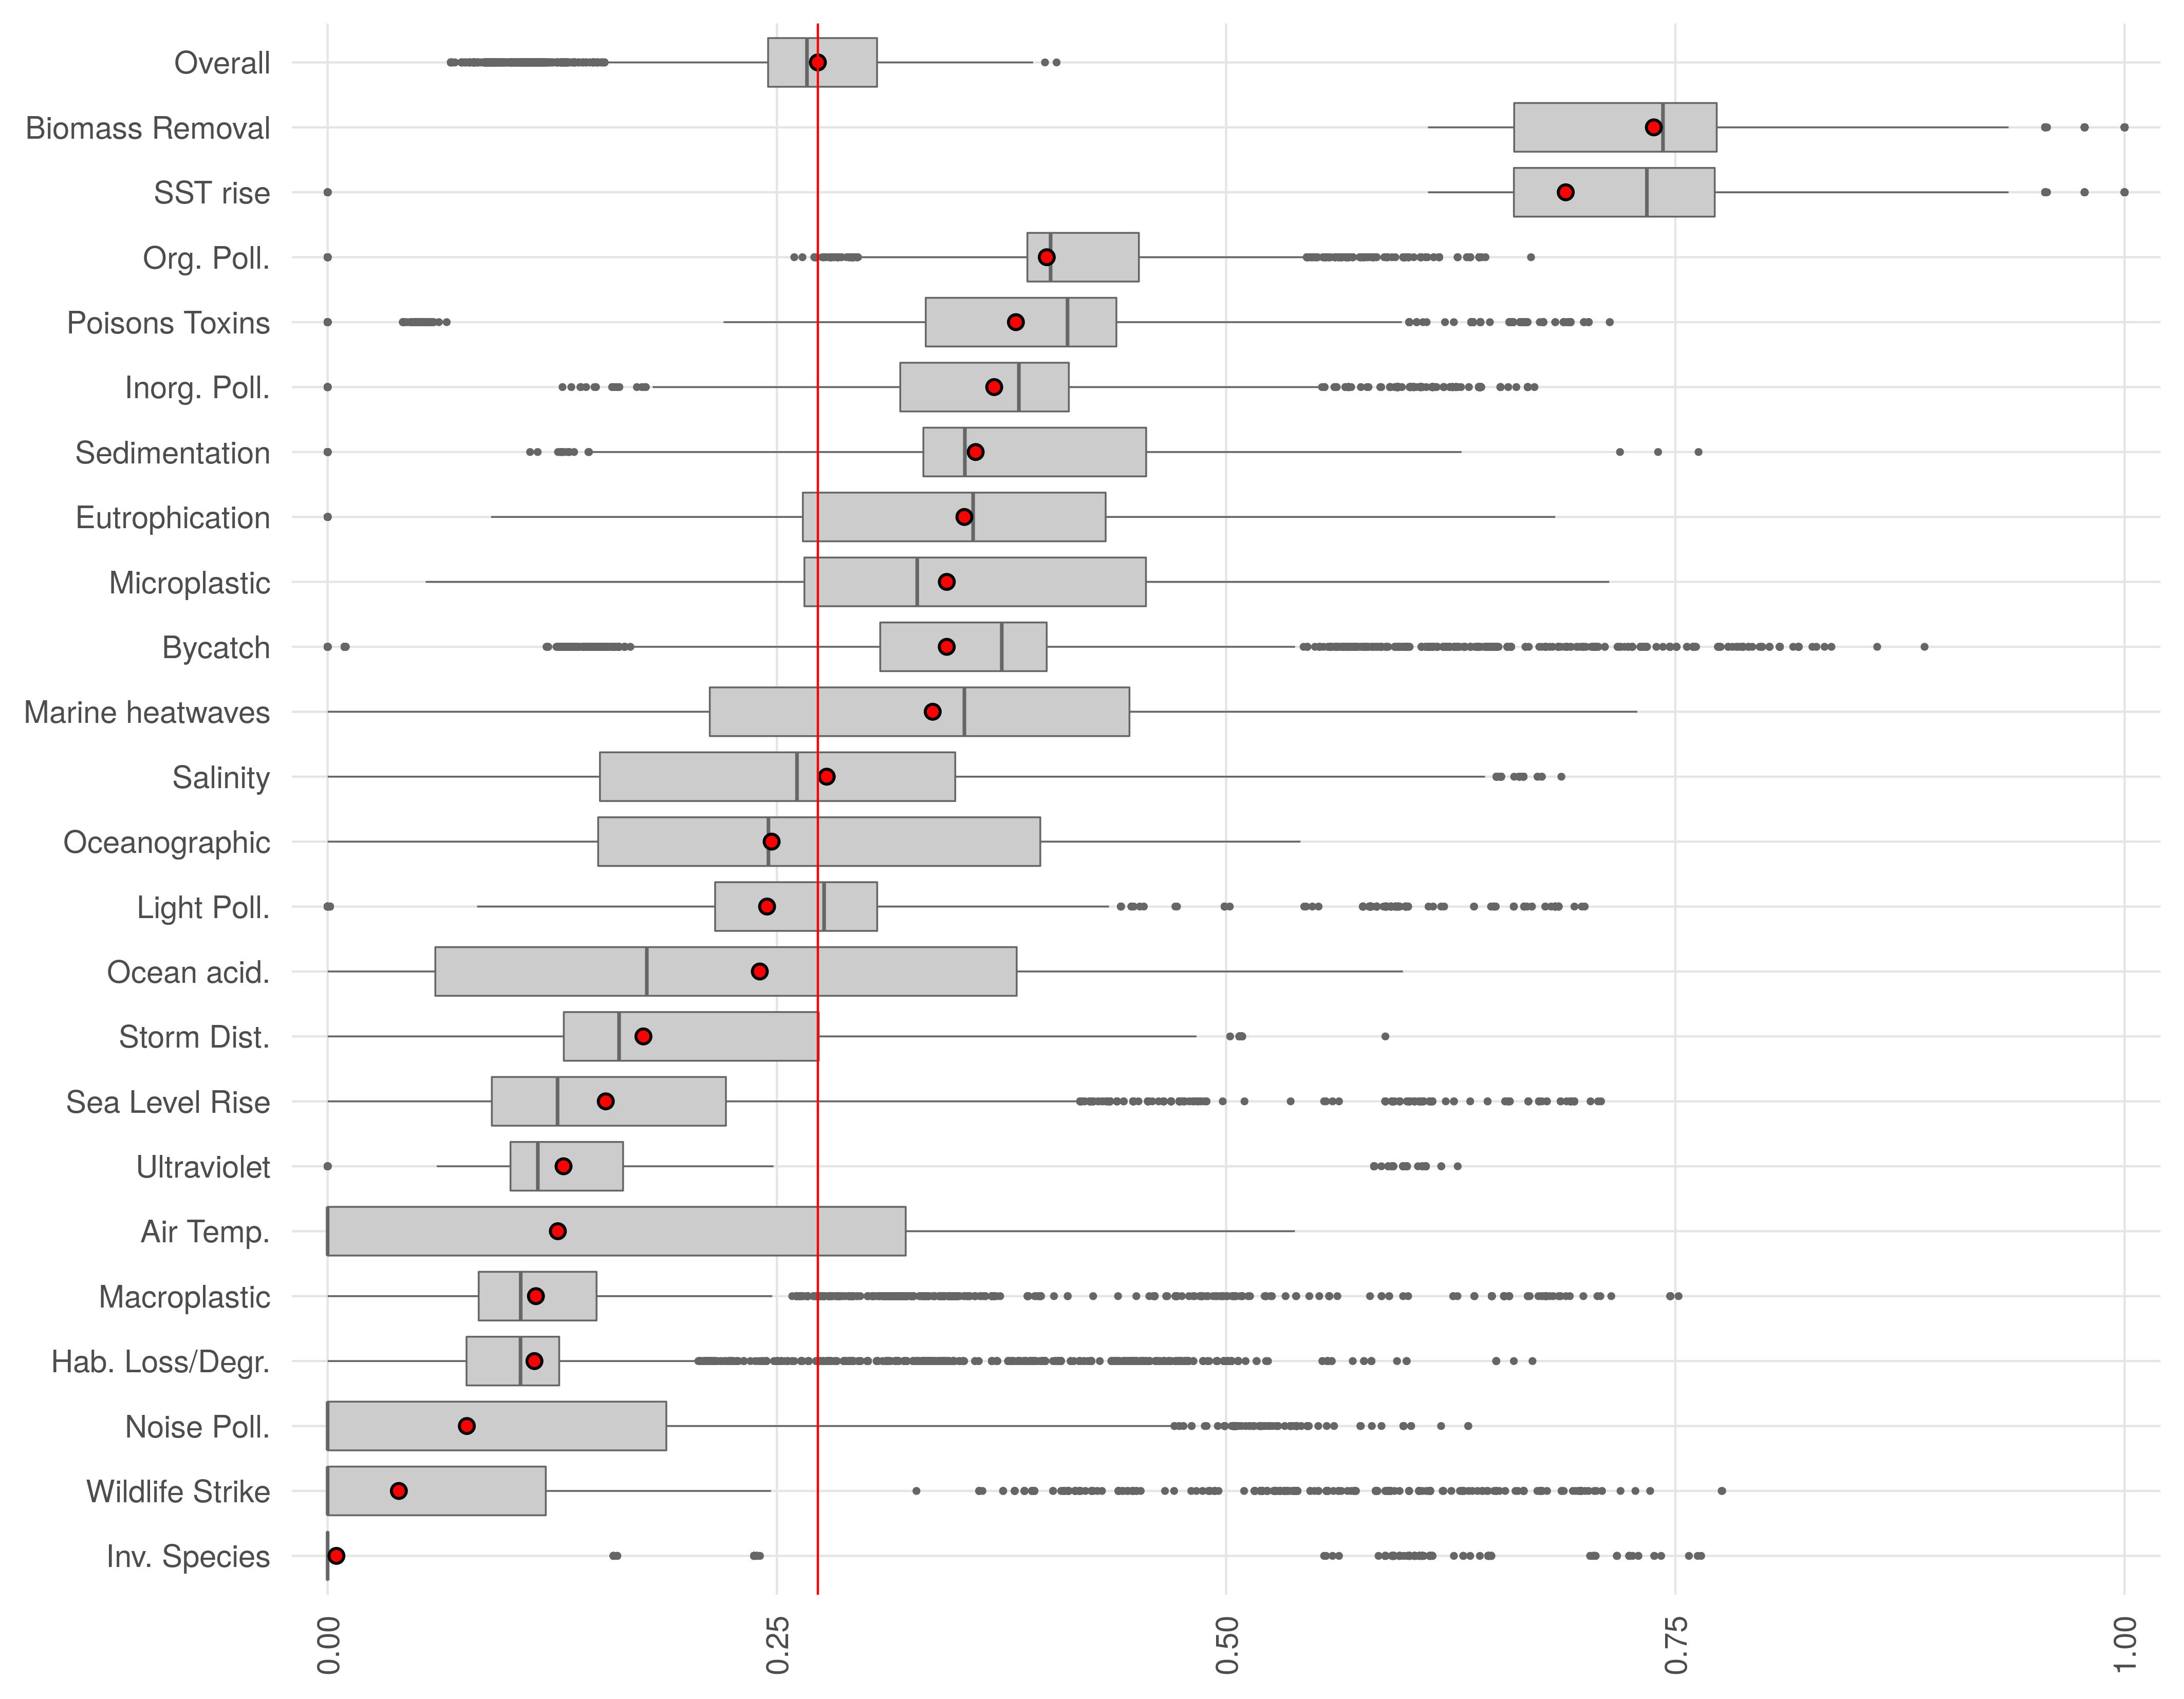 Overall
Biomass Removal
SST rise
Org. Poll.
Poisons Toxins
Inorg. Poll.
Sedimentation
Eutrophication
Microplastic
Bycatch
Marine heatwaves
Salinity
Oceanographic
Light Poll.
Ocean acid.
Storm Dist.
Sea Level Rise
Ultraviolet
Air Temp.
Macroplastic
Hab. Loss/Degr.
Noise Poll.
Wildlife Strike
Inv. Species
0.00
0.25
0.50
0.75
1.00